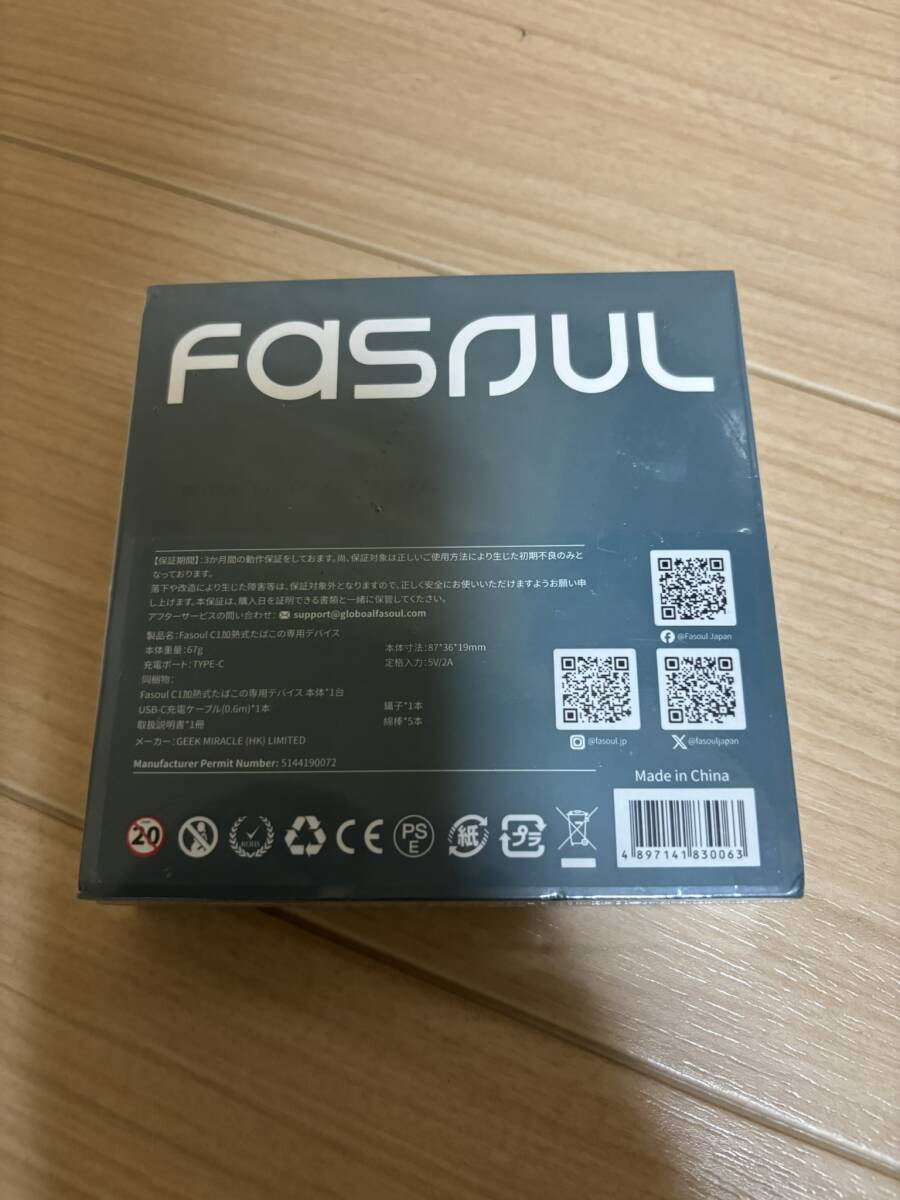 Fasoul
【保証期間】:3か月間の動作保証をしております。尚、保証対象は正しいご使用方法により生じた初期不良のみと
なっております。
落下や改造により生じた障害等は、保証対象外となりますので、正しく安全にお使いいただけますようお願い申
し上げます。本保証は、購入日を証明できる書類と一緒に保管してください。
アフターサービスの問い合わせ: support@globoalfasoul.com
製品名:Fasoul C1加熱式たばこの専用デバイス
本体重量:67g
本体寸法:87*36*19mm
充電ポート:TYPE-C
定格入力:5V/2A
同梱物:
Fasoul C1加熱式たばこの専用デバイス 本体*1台
USB-C充電ケーブル(0.6m)*1本
鑷子*1本
取扱説明書*1冊
綿棒*5本
メーカー:GEEK MIRACLE (HK) LIMITED
Manufacturer Permit Number: 5144190072
@Fasoul Japan
@fasoul.jp
@fasouljapan
Made in China
20
ROHS
CE
PS
E
紙
プラ
4 897141 830063